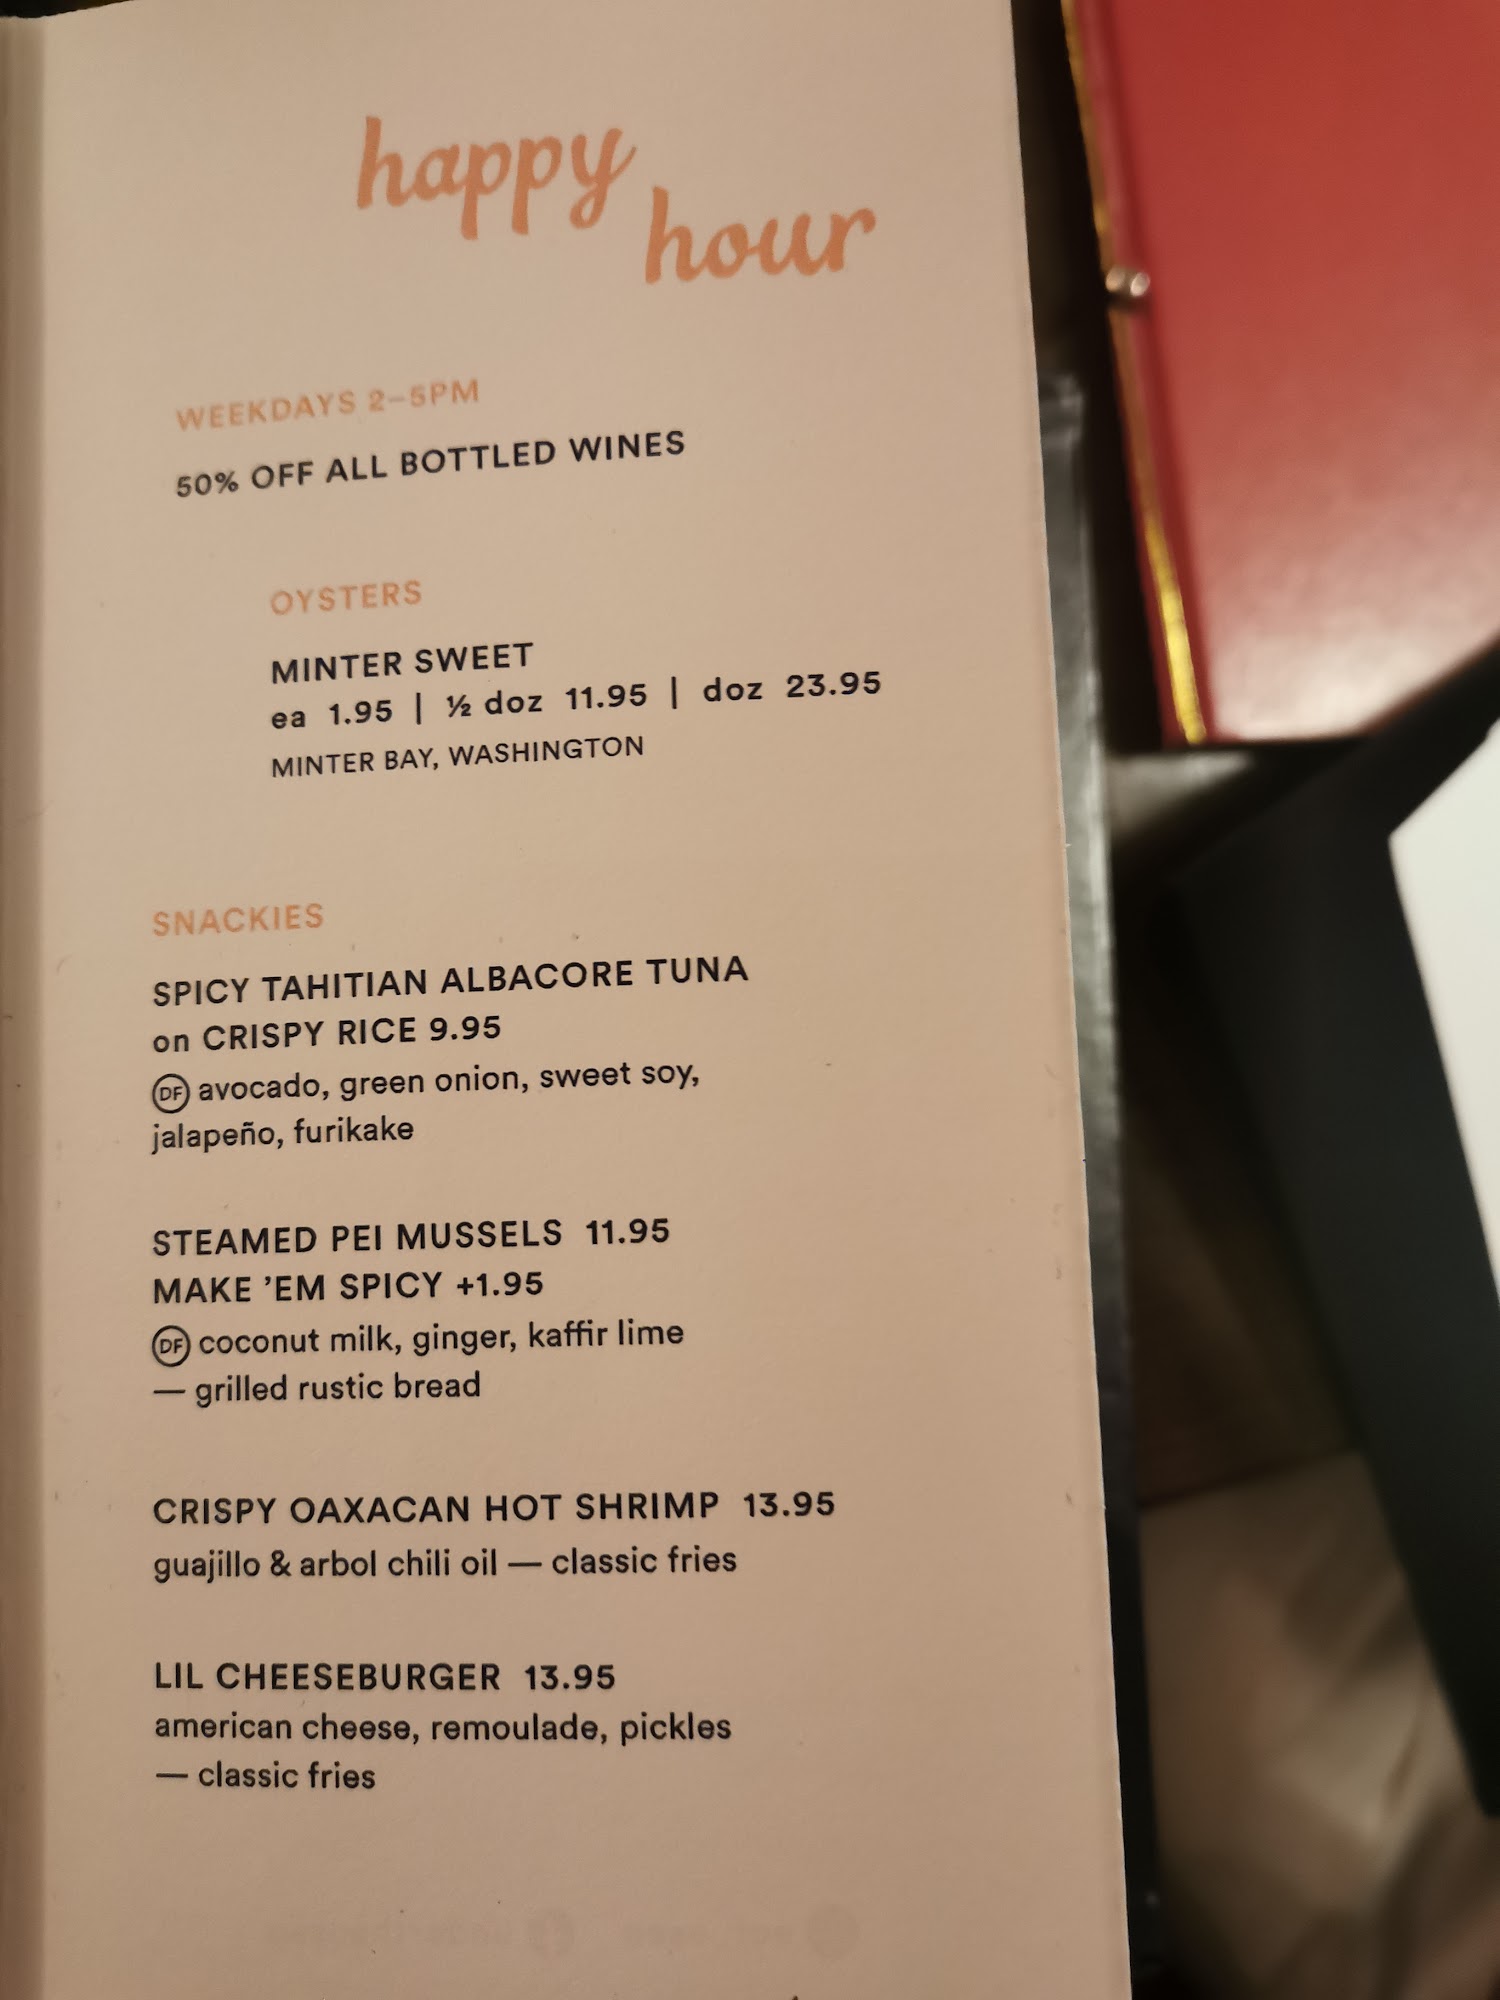 happy
hour
WEEKDAYS 2–5PM
50% OFF ALL BOTTLED WINES
OYSTERS
MINTER SWEET
ea 1.95 | ½ doz 11.95 | doz 23.95
MINTER BAY, WASHINGTON
SNACKIES
SPICY TAHITIAN ALBACORE TUNA
on CRISPY RICE 9.95
DF avocado, green onion, sweet soy,
jalapeño, furikake
STEAMED PEI MUSSELS 11.95
MAKE ’EM SPICY +1.95
DF coconut milk, ginger, kaffir lime
— grilled rustic bread
CRISPY OAXACAN HOT SHRIMP 13.95
guajillo & arbol chili oil — classic fries
LIL CHEESEBURGER 13.95
american cheese, remoulade, pickles
— classic fries